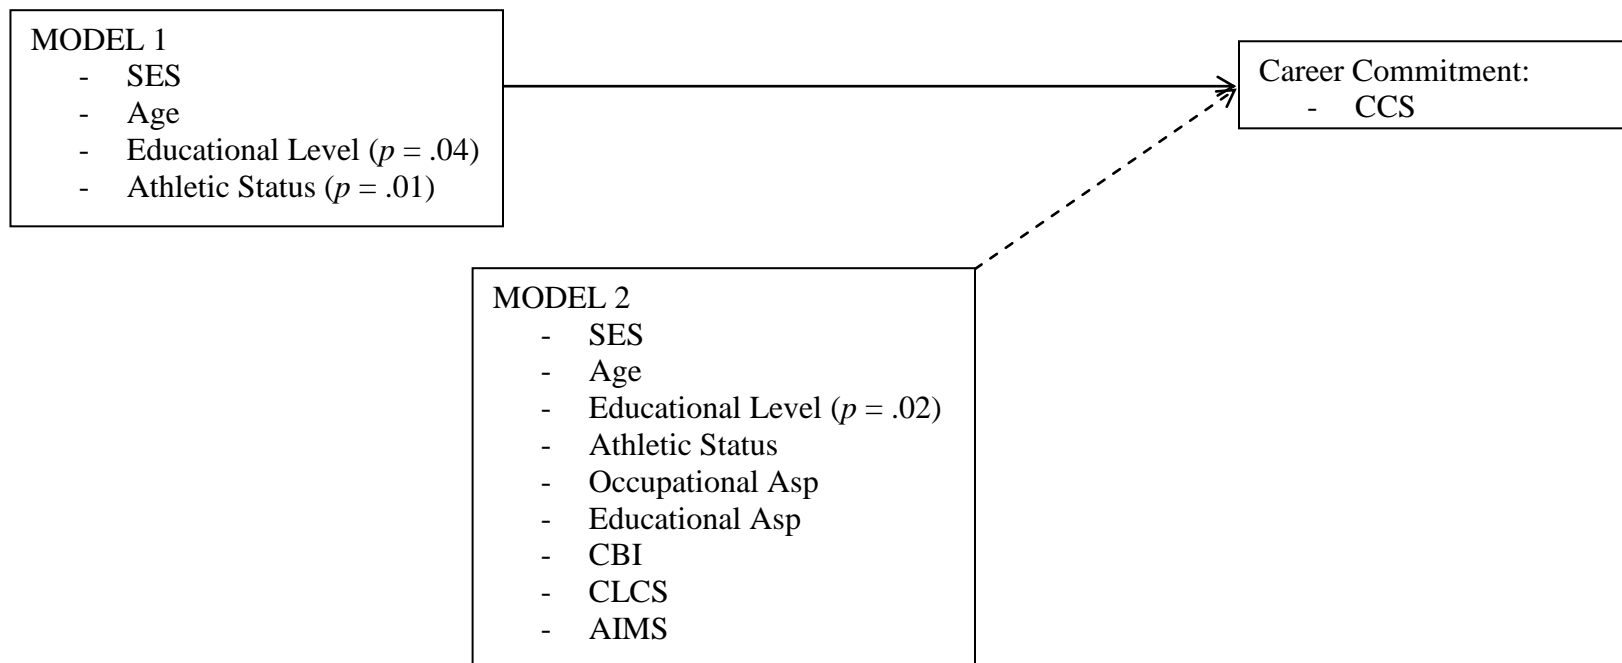 MODEL 1
- SES
- Age
- Educational Level (p = .04)
- Athletic Status (p = .01)
Career Commitment:
- CCS
MODEL 2
- SES
- Age
- Educational Level (p = .02)
- Athletic Status
- Occupational Asp
- Educational Asp
- CBI
- CLCS
- AIMS